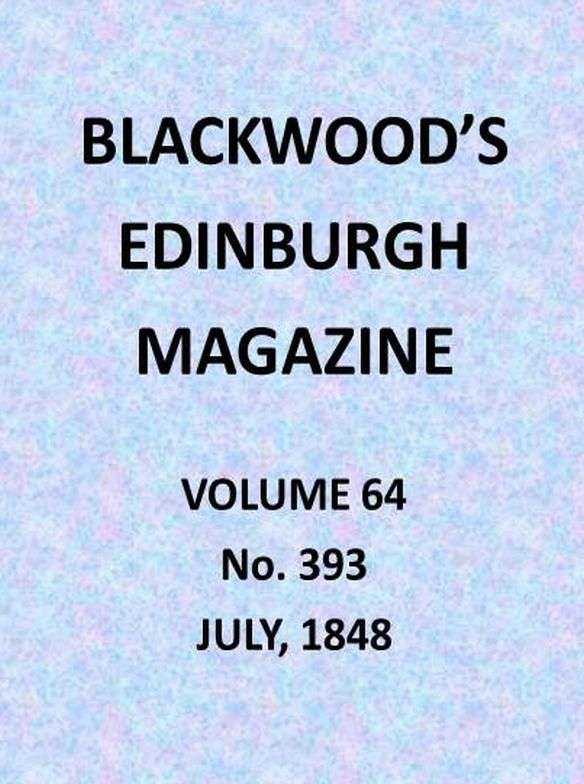 BLACKWOOD’S
EDINBURGH
MAGAZINE
VOLUME 64
No. 393
JULY, 1848